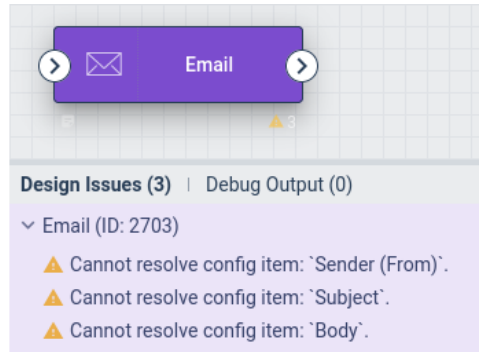 Email
3
Design Issues (3) | Debug Output (0)
Email (ID: 2703)
Cannot resolve config item: `Sender (From)`.
Cannot resolve config item: `Subject`.
Cannot resolve config item: `Body`.